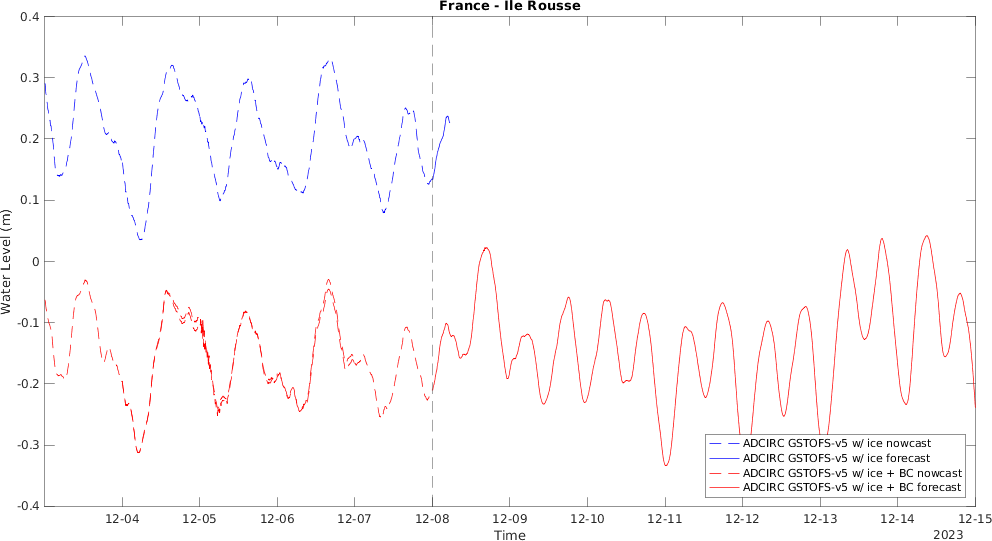 France - Ile Rousse
0.4
0.3
0.2
0.1
0
-0.1
-0.2
-0.3
-0.4
Water Level (m)
ADCIRC GSTOFS-v5 w/ ice nowcast
ADCIRC GSTOFS-v5 w/ ice forecast
ADCIRC GSTOFS-v5 w/ ice + BC nowcast
ADCIRC GSTOFS-v5 w/ ice + BC forecast
12-04 12-05 12-06 12-07 12-08 12-09 12-10 12-11 12-12 12-13 12-14 12-15
Time
2023